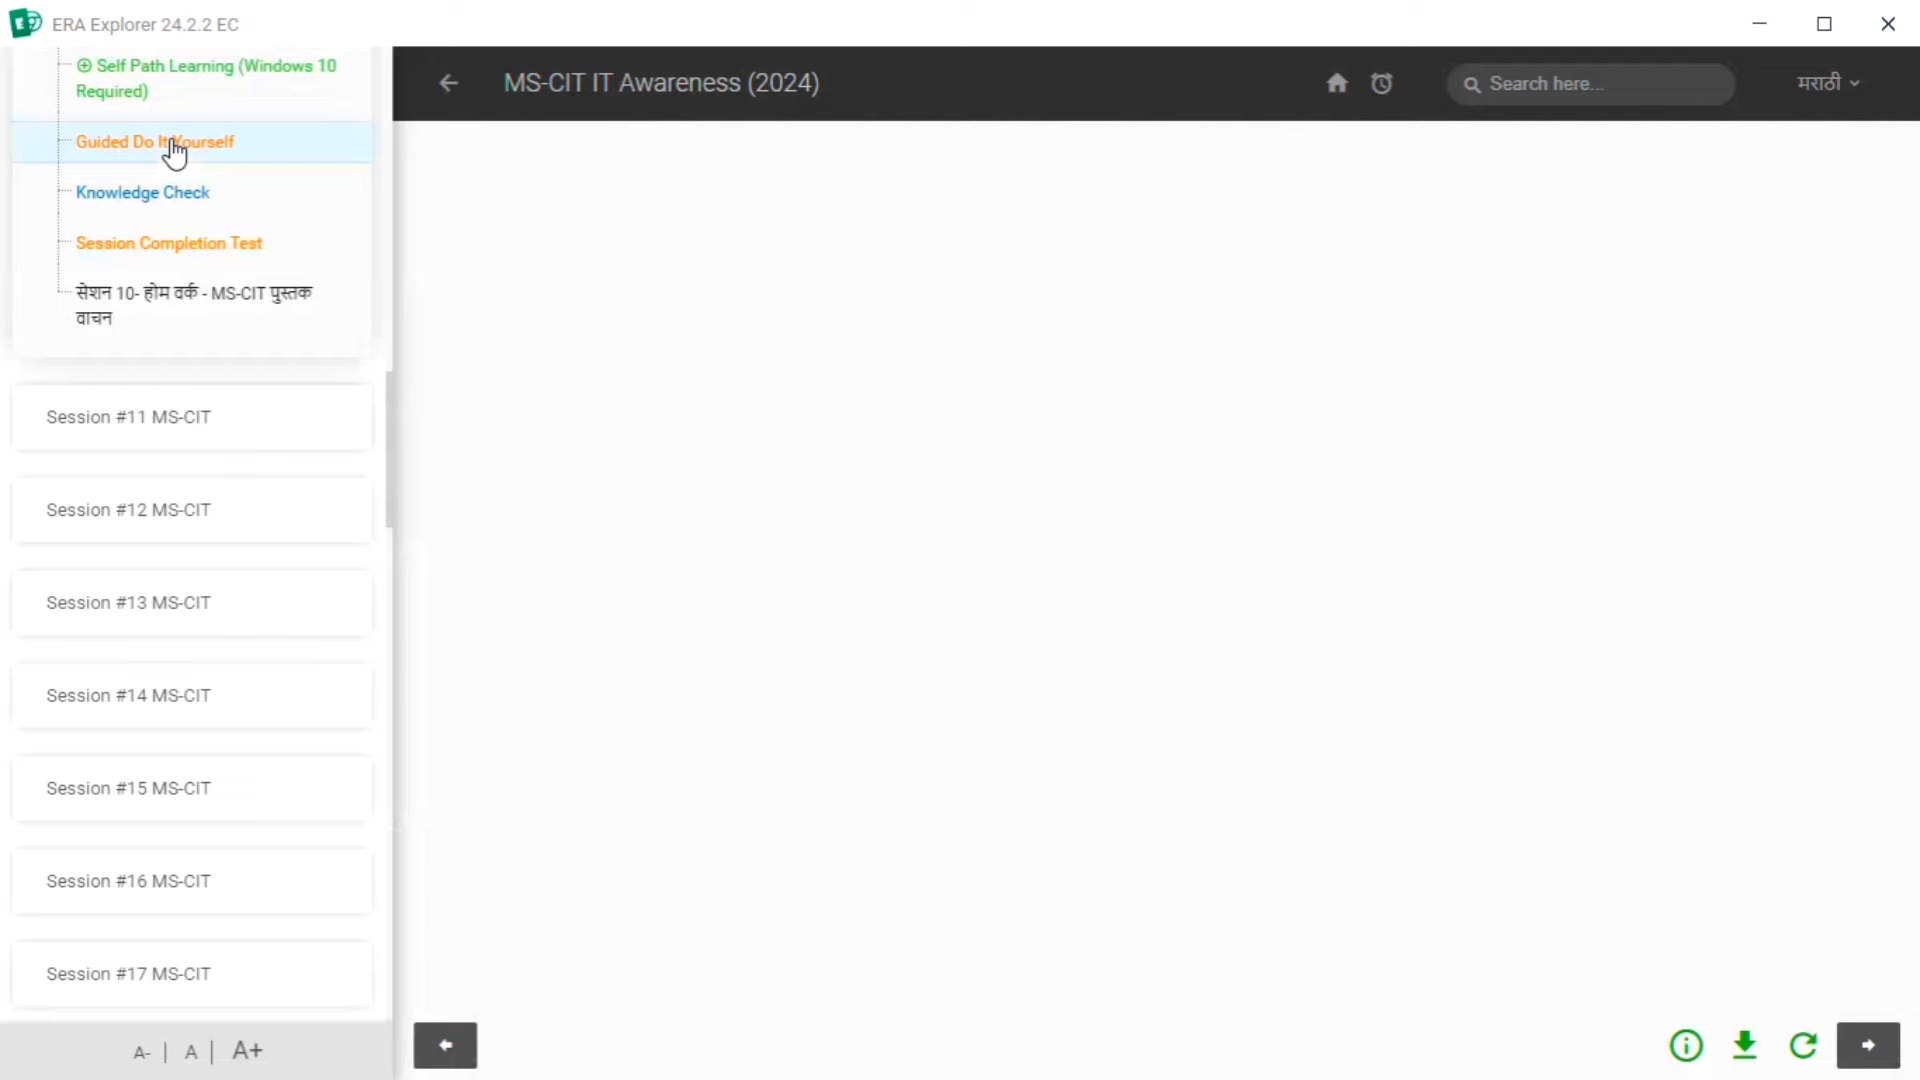 ERA Explorer 24.2.2 EC
Self Path Learning (Windows 10
Required)
Guided Do It Yourself
Knowledge Check
Session Completion Test
सेशन 10- होम वर्क - MS-CIT पुस्तक
वाचन
Session #11 MS-CIT
Session #12 MS-CIT
Session #13 MS-CIT
Session #14 MS-CIT
Session #15 MS-CIT
Session #16 MS-CIT
Session #17 MS-CIT
A- | A | A+
MS-CIT IT Awareness (2024)
Search here...
मराठी